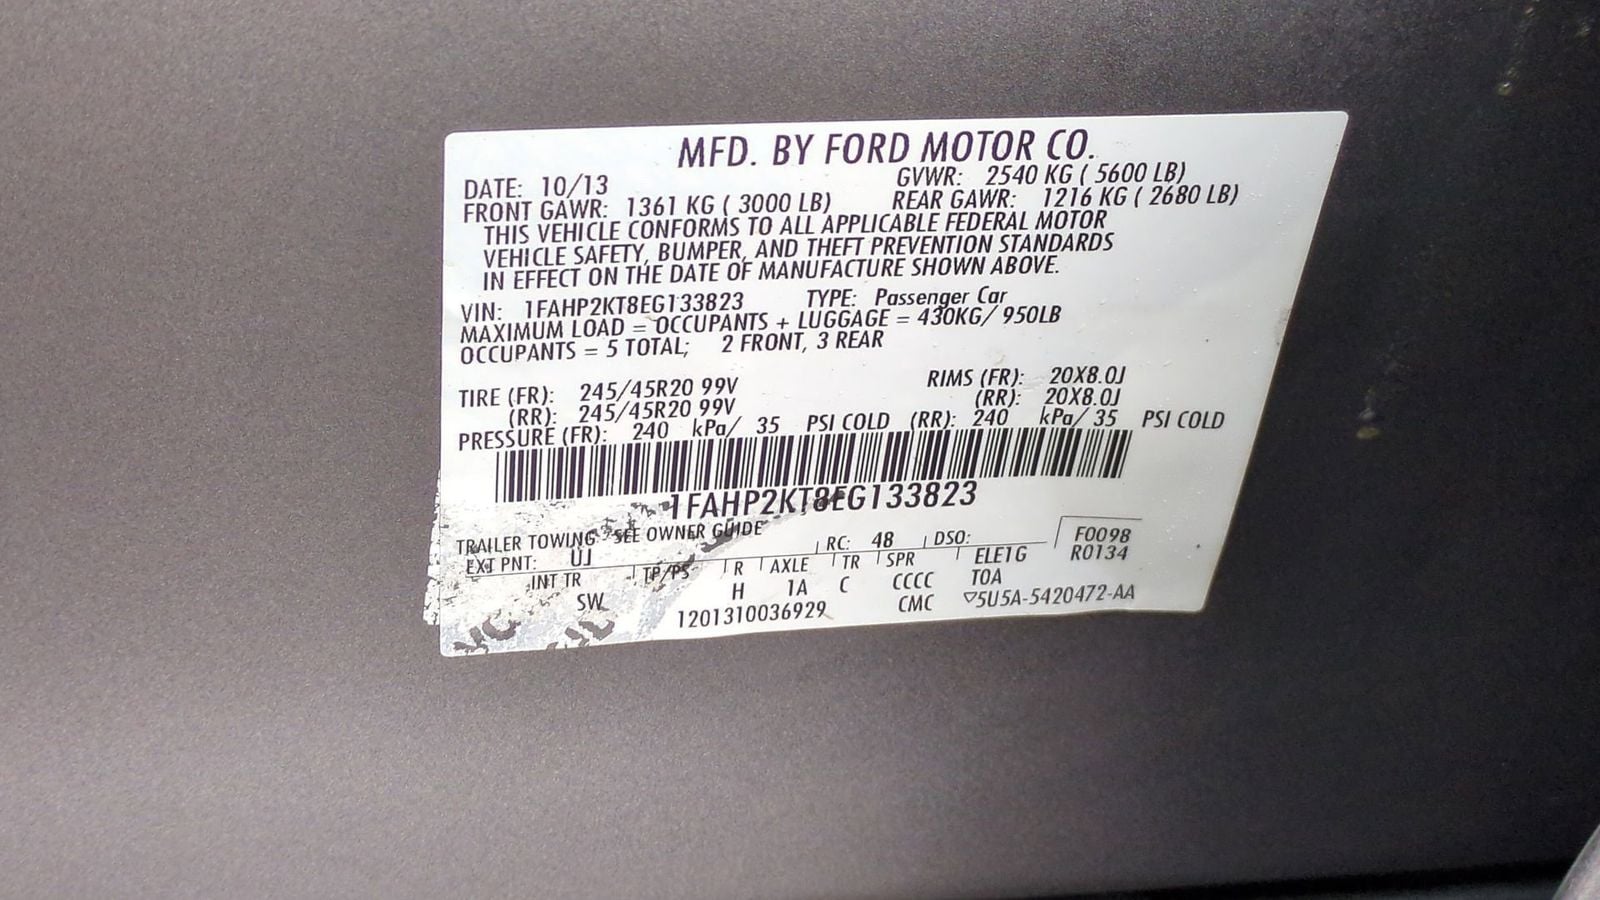 MFD. BY FORD MOTOR CO.
DATE: 10/13 GVWR: 2540 KG ( 5600 LB)
FRONT GAWR: 1361 KG ( 3000 LB) REAR GAWR: 1216 KG ( 2680 LB)
THIS VEHICLE CONFORMS TO ALL APPLICABLE FEDERAL MOTOR
VEHICLE SAFETY, BUMPER, AND THEFT PREVENTION STANDARDS
IN EFFECT ON THE DATE OF MANUFACTURE SHOWN ABOVE.
VIN: 1FAHP2KT8EG133823 TYPE: Passenger Car
MAXIMUM LOAD = OCCUPANTS + LUGGAGE = 430KG/ 950LB
OCCUPANTS = 5 TOTAL; 2 FRONT, 3 REAR
TIRE (FR): 245/45R20 99V RIMS (FR): 20X8.0J
(RR): 245/45R20 99V (RR): 20X8.0J
PRESSURE (FR): 240 kPa/ 35 PSI COLD (RR): 240 kPa/ 35 PSI COLD
1FAHP2KT8EG133823
TRAILER TOWING - SEE OWNER GUIDE
EXT PNT: UJ RC: 48 DSO: F0098
INT TR TP/PS R AXLE TR SPR ELE1G R0134
SW H 1A C CCCC TOA
1201310036929 CMC ▽5U5A-5420472-AA